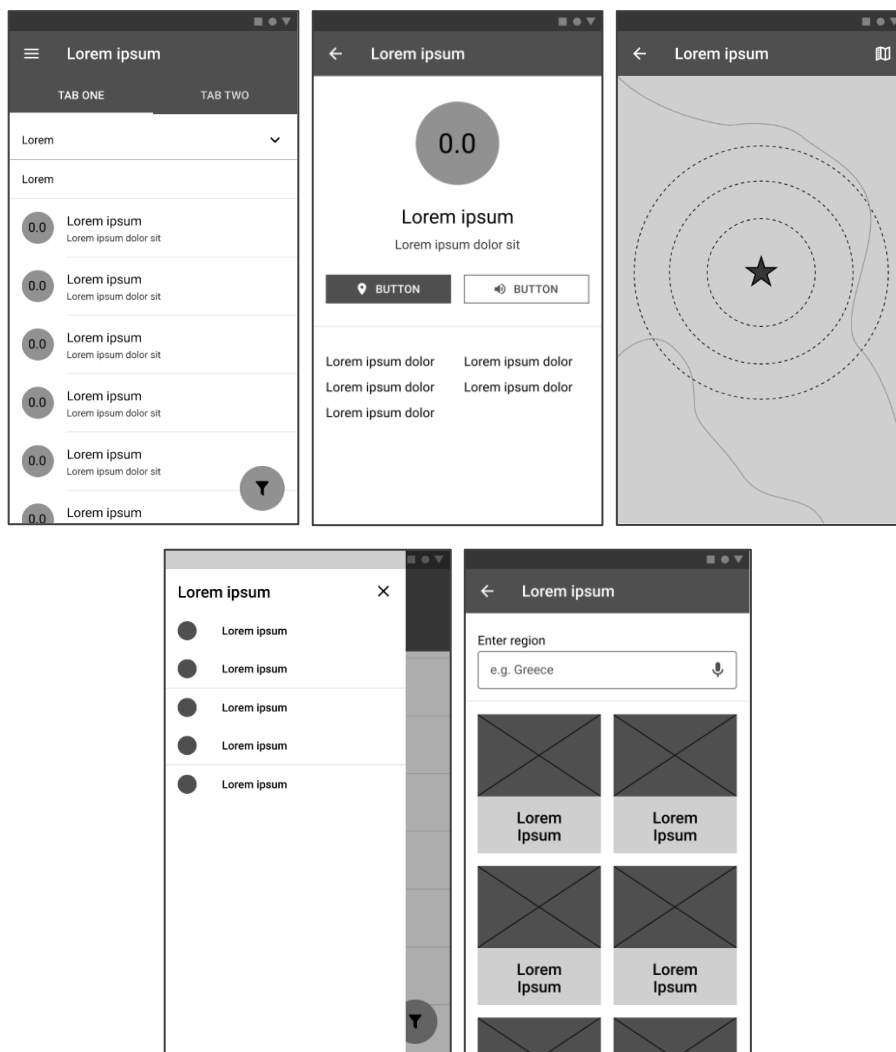 Lorem ipsum
TAB ONE TAB TWO
Lorem
Lorem
0.0 Lorem ipsum
Lorem ipsum dolor sit
0.0 Lorem ipsum
Lorem ipsum dolor sit
0.0 Lorem ipsum
Lorem ipsum dolor sit
0.0 Lorem ipsum
Lorem ipsum dolor sit
0.0 Lorem ipsum
Lorem ipsum dolor sit
0.0 Lorem ipsum
Lorem ipsum
0.0
Lorem ipsum
Lorem ipsum dolor sit
BUTTON BUTTON
Lorem ipsum dolor Lorem ipsum dolor
Lorem ipsum dolor Lorem ipsum dolor
Lorem ipsum dolor
Lorem ipsum
Lorem ipsum
Lorem ipsum
Lorem ipsum
Lorem ipsum
Lorem ipsum
Lorem ipsum
Lorem ipsum
Enter region
e.g. Greece
Lorem Lorem
Ipsum Ipsum
Lorem Lorem
Ipsum Ipsum